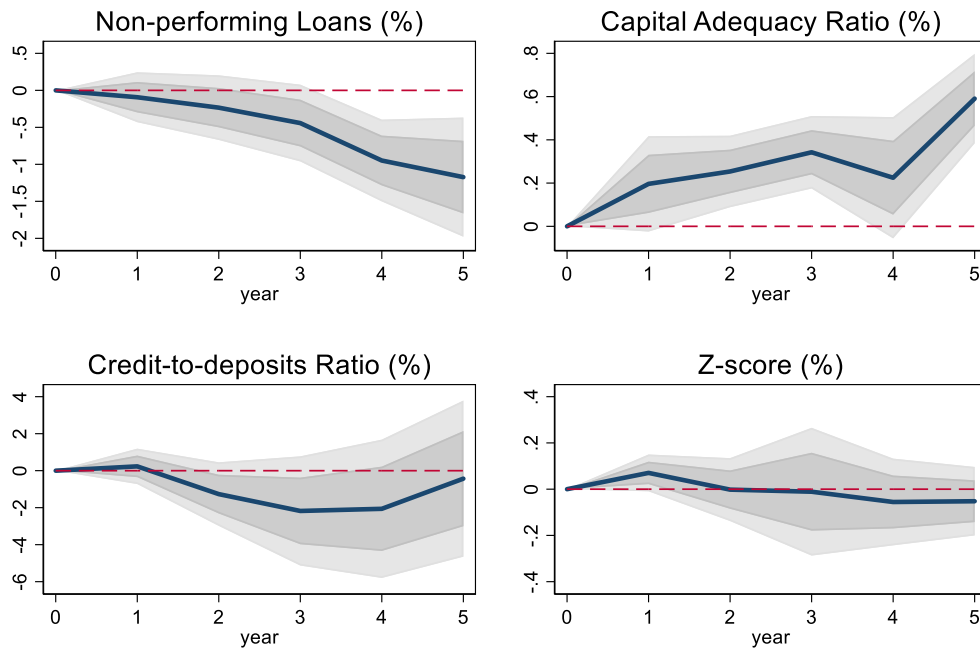 Non-performing Loans (%)
.5
0
-.5
-1
-1.5
-2
0 1 2 3 4 5
year
Capital Adequacy Ratio (%)
.8
.6
.4
.2
0
0 1 2 3 4 5
year
Credit-to-deposits Ratio (%)
4
2
0
-2
-4
-6
0 1 2 3 4 5
year
Z-score (%)
.4
.2
0
-.2
-.4
0 1 2 3 4 5
year